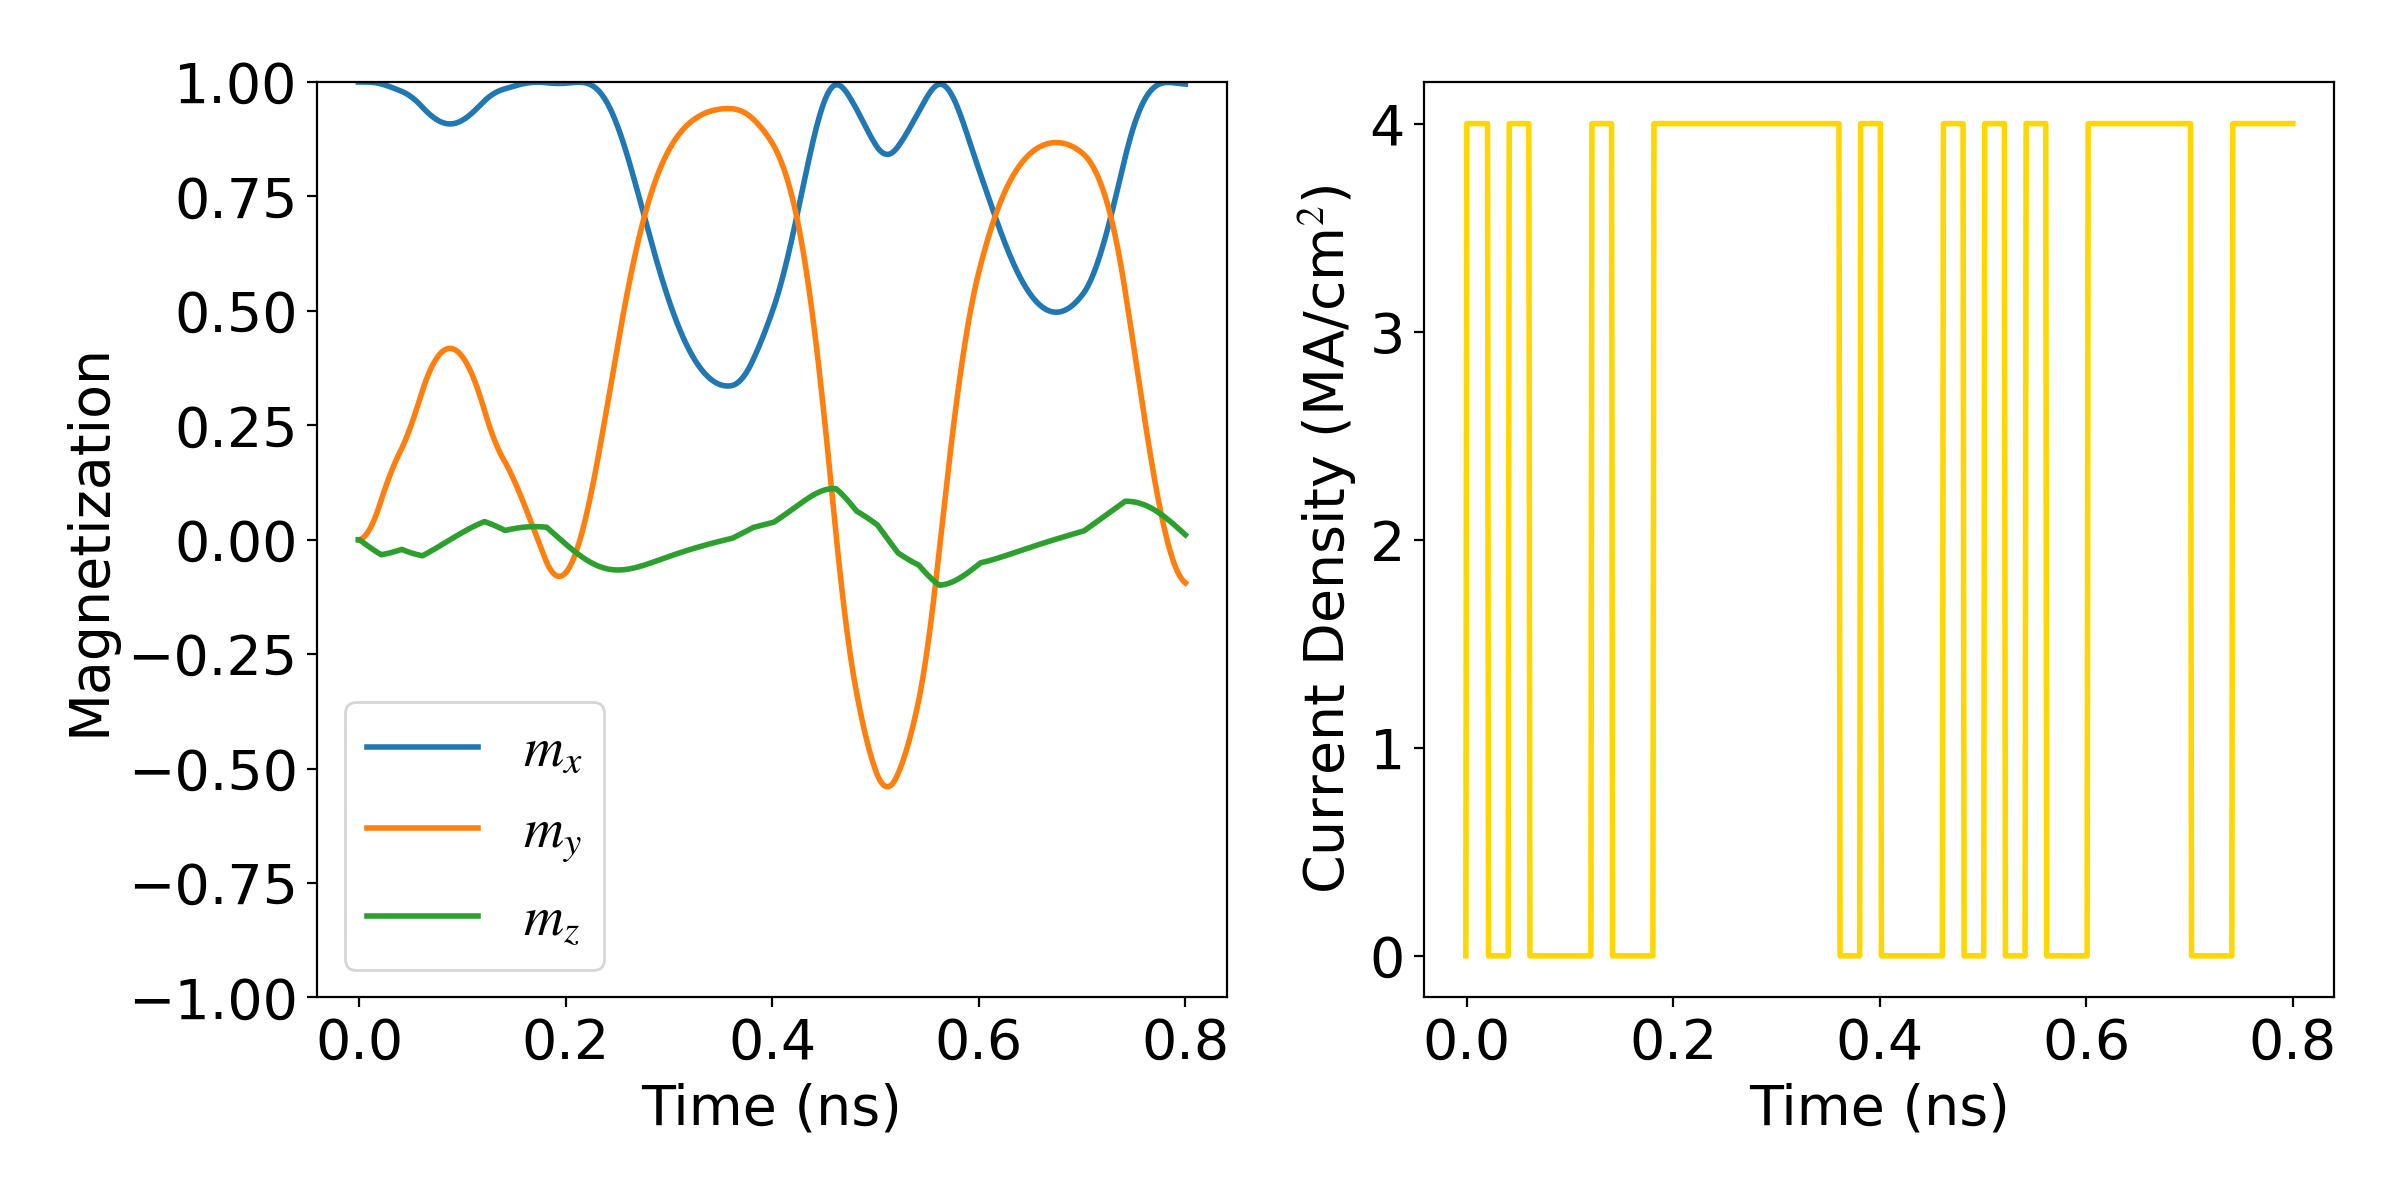 Magnetization
1.00
0.75
0.50
0.25
0.00
−0.25
−0.50
−0.75
−1.00
m_x
m_y
m_z
0.0 0.2 0.4 0.6 0.8
Time (ns)
Current Density (MA/cm²)
4
3
2
1
0
0.0 0.2 0.4 0.6 0.8
Time (ns)